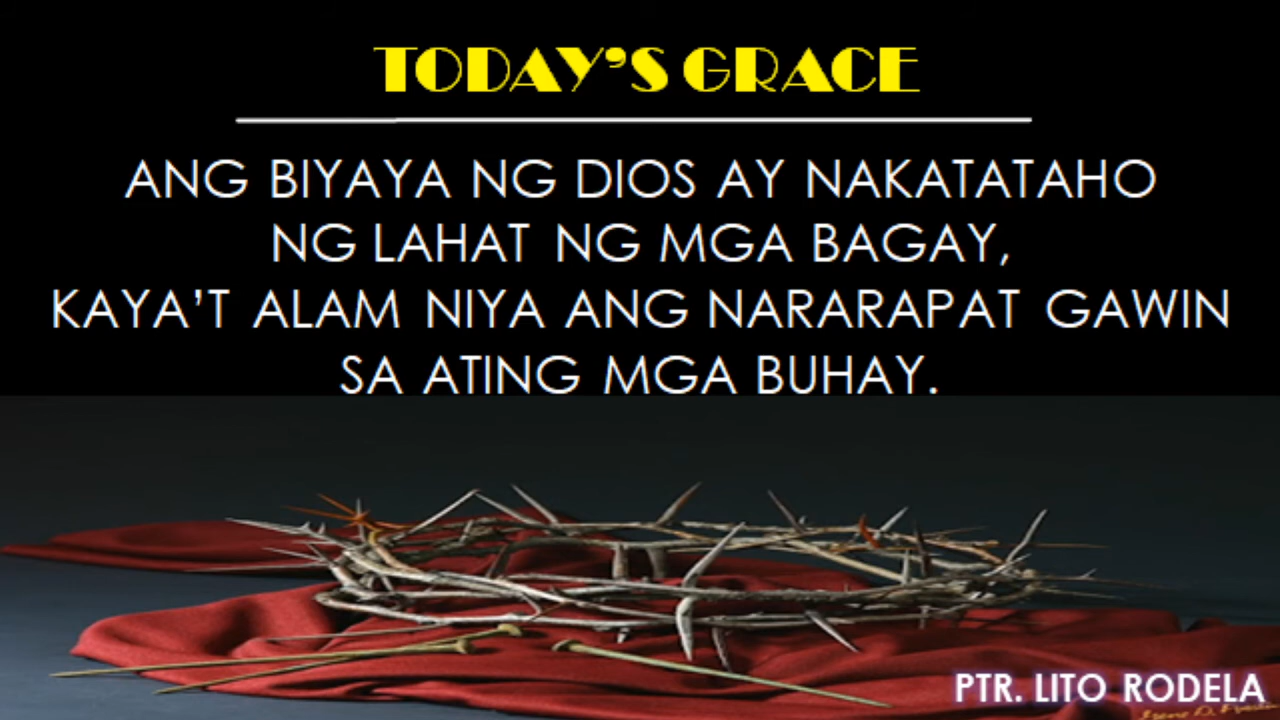 TODAY'S GRACE
ANG BIYAYA NG DIOS AY NAKATATAHO
NG LAHAT NG MGA BAGAY,
KAYA'T ALAM NIYA ANG NARARAPAT GAWIN
SA ATING MGA BUHAY.
PTR. LITO RODELA